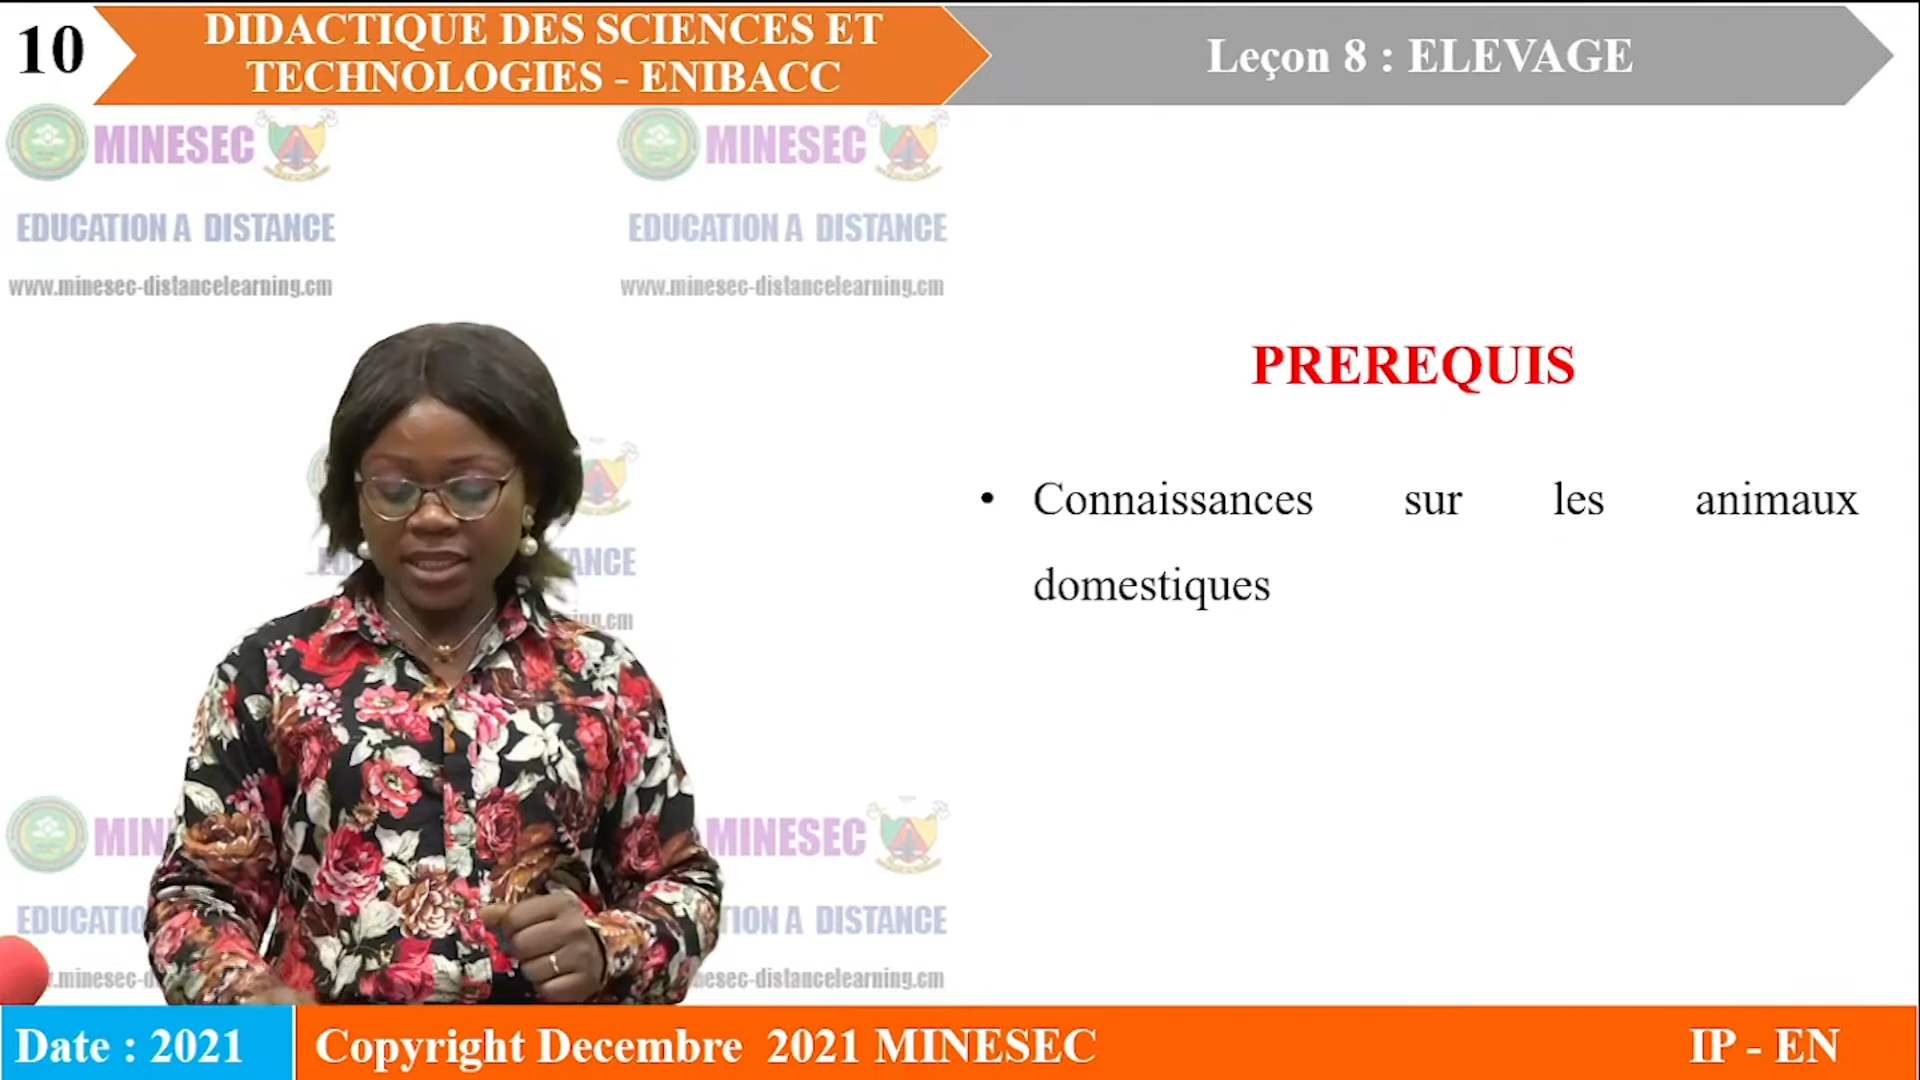 10
DIDACTIQUE DES SCIENCES ET
TECHNOLOGIES - ENIBACC
Leçon 8 : ELEVAGE
MINESEC
EDUCATION A DISTANCE
www.minesec-distancelearning.cm
MINESEC
EDUCATION A DISTANCE
www.minesec-distancelearning.cm
PREREQUIS
• Connaissances sur les animaux
domestiques
MINESEC
DISTANCE
Date : 2021
Copyright Decembre 2021 MINESEC
IP - EN